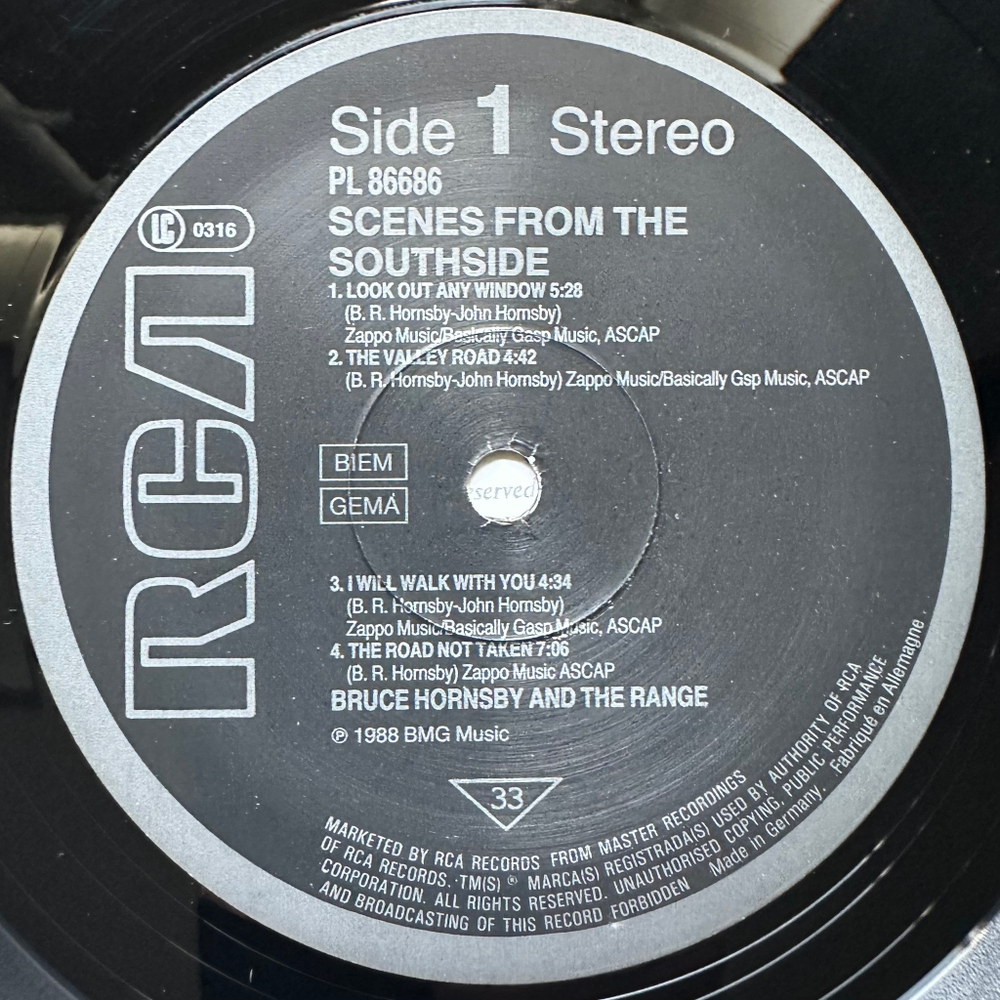 Side 1 Stereo
PL 86686
SCENES FROM THE
SOUTHSIDE
LC 0316
RCA
1. LOOK OUT ANY WINDOW 5:28
(B. R. Hornsby-John Hornsby)
Zappo Music/Basically Gasp Music, ASCAP
2. THE VALLEY ROAD 4:42
(B. R. Hornsby-John Hornsby) Zappo Music/Basically Gsp Music, ASCAP
BIEM
GEMA
served
3. I WILL WALK WITH YOU 4:34
(B. R. Hornsby-John Hornsby)
Zappo Music/Basically Gasp Music, ASCAP
4. THE ROAD NOT TAKEN 7:06
(B. R. Hornsby) Zappo Music ASCAP
BRUCE HORNSBY AND THE RANGE
℗ 1988 BMG Music
33
MARKETED BY RCA RECORDS FROM MASTER RECORDINGS
OF RCA RECORDS. TM(S) ® MARCA(S) REGISTRADA(S) USED BY AUTHORITY OF RCA
CORPORATION. ALL RIGHTS RESERVED. UNAUTHORISED COPYING, PUBLIC PERFORMANCE
AND BROADCASTING OF THIS RECORD FORBIDDEN Made in Germany. Fabriqué en Allemagne.